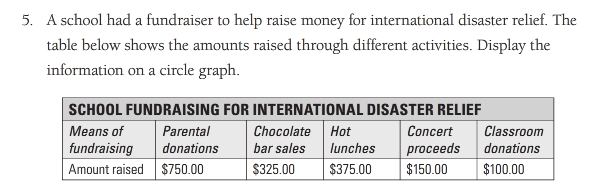 5. A school had a fundraiser to help raise money for international disaster relief. The
table below shows the amounts raised through different activities. Display the
information on a circle graph.
SCHOOL FUNDRAISING FOR INTERNATIONAL DISASTER RELIEF
Means of fundraising Parental donations Chocolate bar sales Hot lunches Concert proceeds Classroom donations
Amount raised $750.00 $325.00 $375.00 $150.00 $100.00